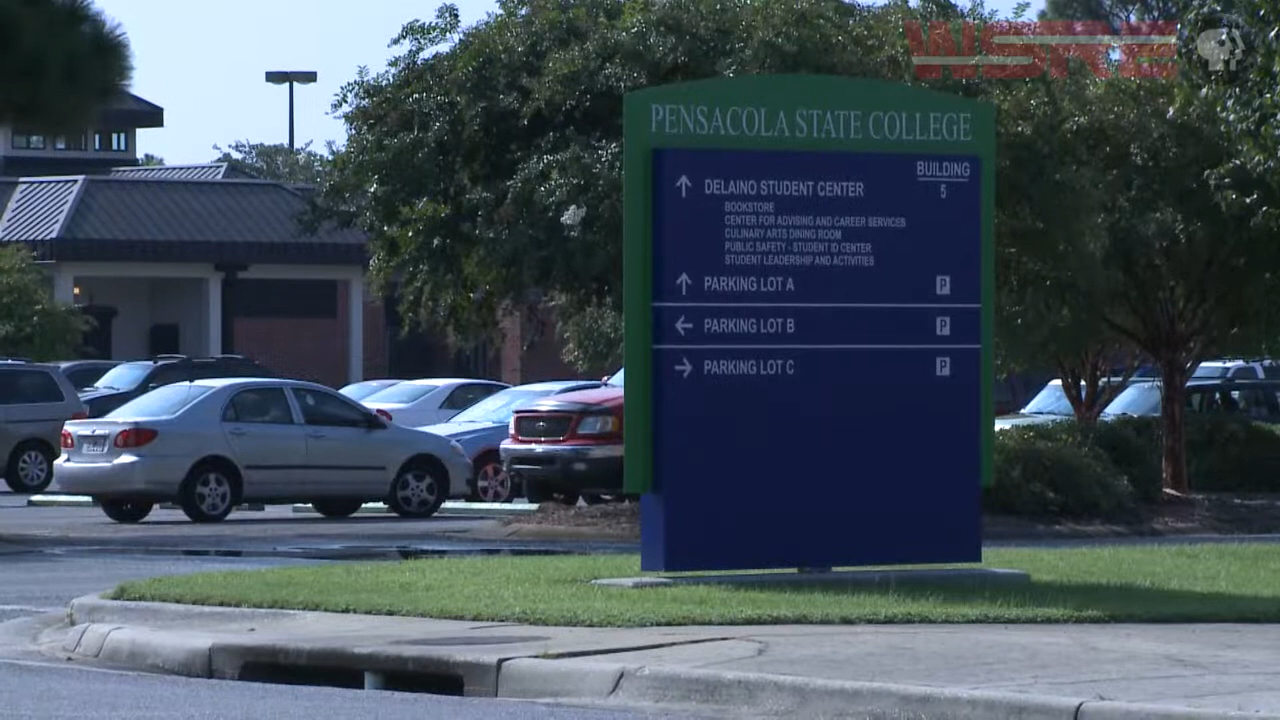 WSRE
PENSACOLA STATE COLLEGE
BUILDING
DELAINO STUDENT CENTER 5
BOOKSTORE
CENTER FOR ADVISING AND CAREER SERVICES
CULINARY ARTS DINING ROOM
PUBLIC SAFETY - STUDENT ID CENTER
STUDENT LEADERSHIP AND ACTIVITIES
PARKING LOT A P
PARKING LOT B P
PARKING LOT C P